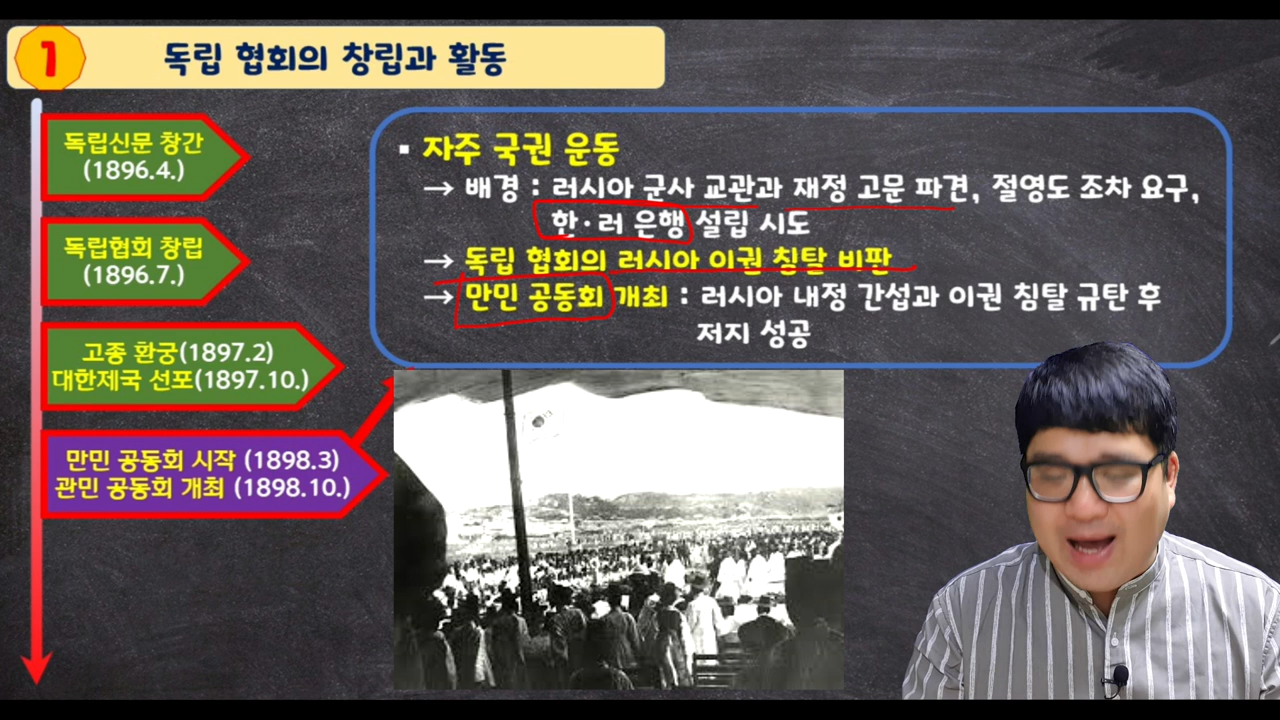 1
독립 협회의 창립과 활동
독립신문 창간
(1896.4.)
독립협회 창립
(1896.7.)
고종 환궁(1897.2)
대한제국 선포(1897.10.)
만민 공동회 시작 (1898.3)
관민 공동회 개최 (1898.10.)
▪ 자주 국권 운동
→ 배경 : 러시아 군사 교관과 재정 고문 파견, 절영도 조차 요구,
한·러 은행 설립 시도
→ 독립 협회의 러시아 이권 침탈 비판
→ 만민 공동회 개최 : 러시아 내정 간섭과 이권 침탈 규탄 후
저지 성공